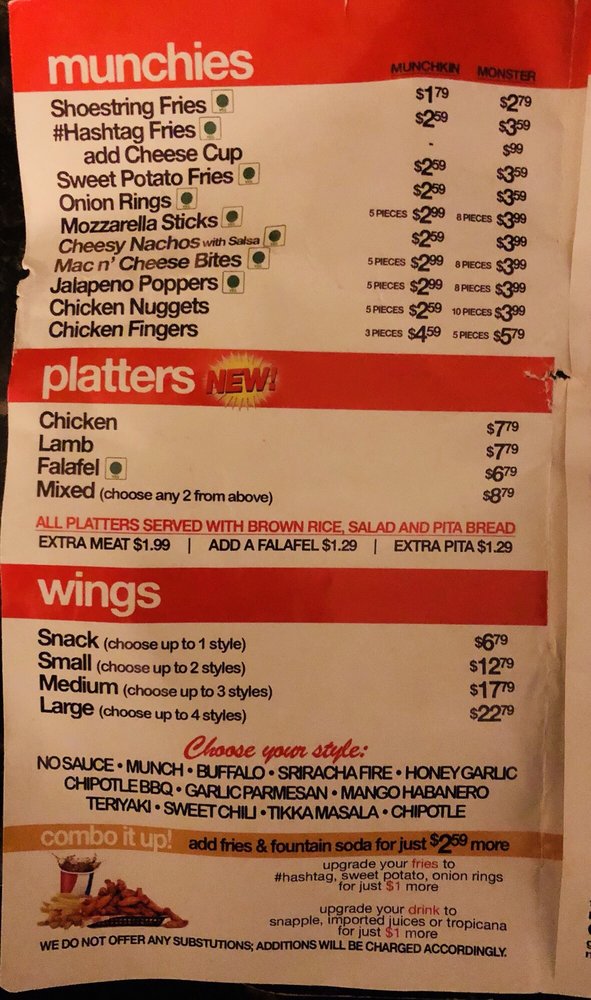 munchies MUNCHKIN MONSTER
Shoestring Fries $1.79 $2.79
#Hashtag Fries $2.59 $3.59
add Cheese Cup - $.99
Sweet Potato Fries $2.59 $3.59
Onion Rings $2.59 $3.59
Mozzarella Sticks 5 PIECES $2.99 8 PIECES $3.99
Cheesy Nachos with Salsa $2.59 $3.99
Mac n' Cheese Bites 5 PIECES $2.99 8 PIECES $3.99
Jalapeno Poppers 5 PIECES $2.99 8 PIECES $3.99
Chicken Nuggets 5 PIECES $2.59 10 PIECES $3.99
Chicken Fingers 3 PIECES $4.59 5 PIECES $5.79
platters NEW!
Chicken $7.79
Lamb $7.79
Falafel $6.79
Mixed (choose any 2 from above) $8.79
ALL PLATTERS SERVED WITH BROWN RICE, SALAD AND PITA BREAD
EXTRA MEAT $1.99 | ADD A FALAFEL $1.29 | EXTRA PITA $1.29
wings
Snack (choose up to 1 style) $6.79
Small (choose up to 2 styles) $12.79
Medium (choose up to 3 styles) $17.79
Large (choose up to 4 styles) $22.79
Choose your style:
NO SAUCE • MUNCH • BUFFALO • SRIRACHA FIRE • HONEY GARLIC
CHIPOTLE BBQ • GARLIC PARMESAN • MANGO HABANERO
TERIYAKI • SWEET CHILI • TIKKA MASALA • CHIPOTLE
combo it up! add fries & fountain soda for just $2.59 more
upgrade your fries to
#hashtag, sweet potato, onion rings
for just $1 more
upgrade your drink to
snapple, imported juices or tropicana
for just $1 more
WE DO NOT OFFER ANY SUBSTUTIONS; ADDITIONS WILL BE CHARGED ACCORDINGLY.